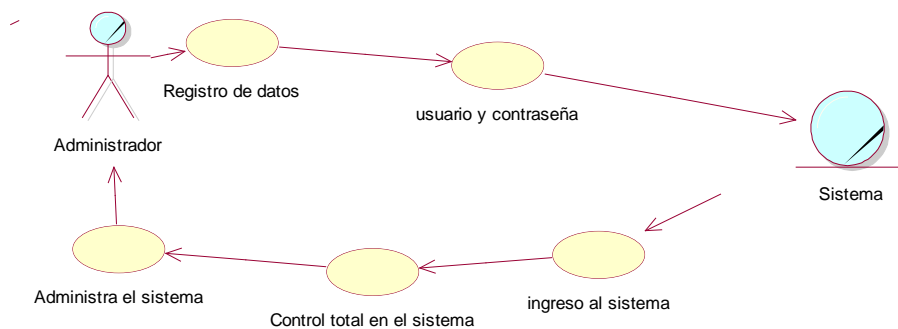 Registro de datos
usuario y contraseña
Administrador
Sistema
Administra el sistema
Control total en el sistema
ingreso al sistema